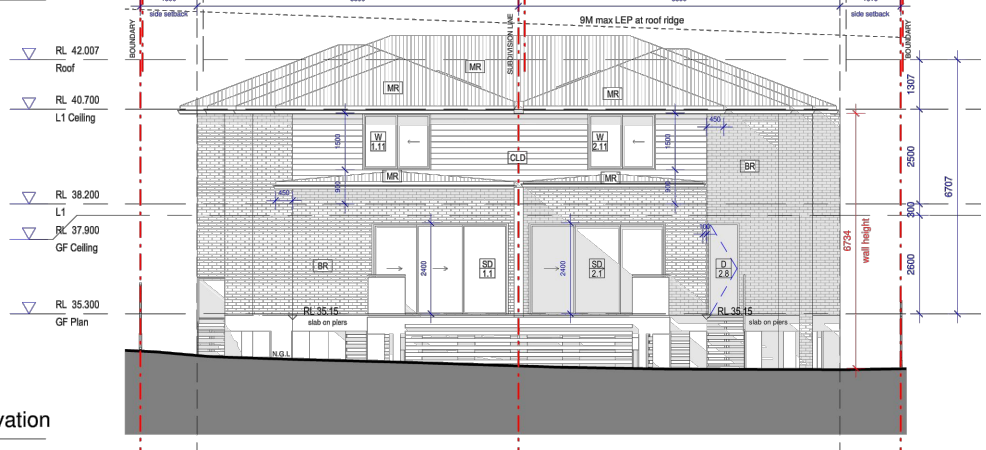 side setback
side setback
9M max LEP at roof ridge
BOUNDARY
SUBDIVISION LINE
BOUNDARY
RL 42.007
Roof
MR
MR
MR
1307
RL 40.700
L1 Ceiling
450
W
1.11
W
2.11
1500
1500
CLD
BR
2500
MR
MR
900
900
450
6707
RL 38.200
L1
300
RL 37.900
GF Ceiling
6734
wall height
100
BR
2400
SD
1.1
2400
SD
2.1
D
2.8
2600
RL 35.300
GF Plan
RL 35.15
slab on piers
RL 35.15
slab on piers
N.G.L
vation